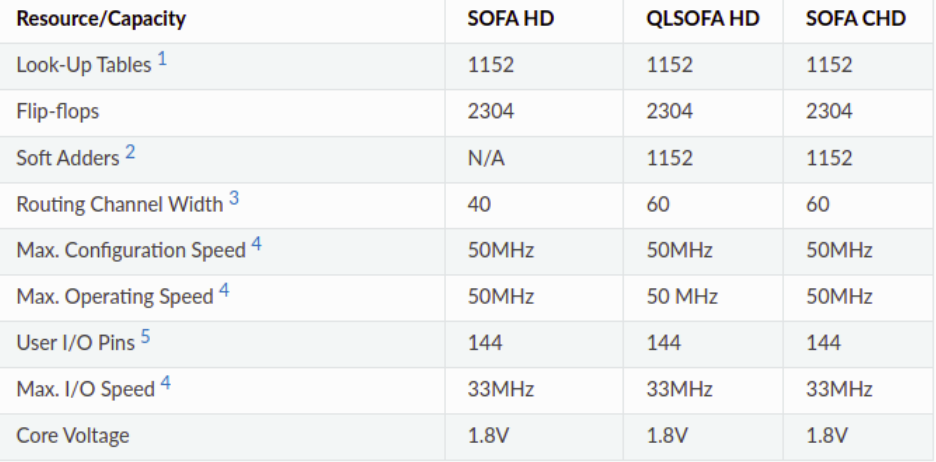 Resource/Capacity SOFA HD QLSOFA HD SOFA CHD
Look-Up Tables 1 1152 1152 1152
Flip-flops 2304 2304 2304
Soft Adders 2 N/A 1152 1152
Routing Channel Width 3 40 60 60
Max. Configuration Speed 4 50MHz 50MHz 50MHz
Max. Operating Speed 4 50MHz 50 MHz 50MHz
User I/O Pins 5 144 144 144
Max. I/O Speed 4 33MHz 33MHz 33MHz
Core Voltage 1.8V 1.8V 1.8V